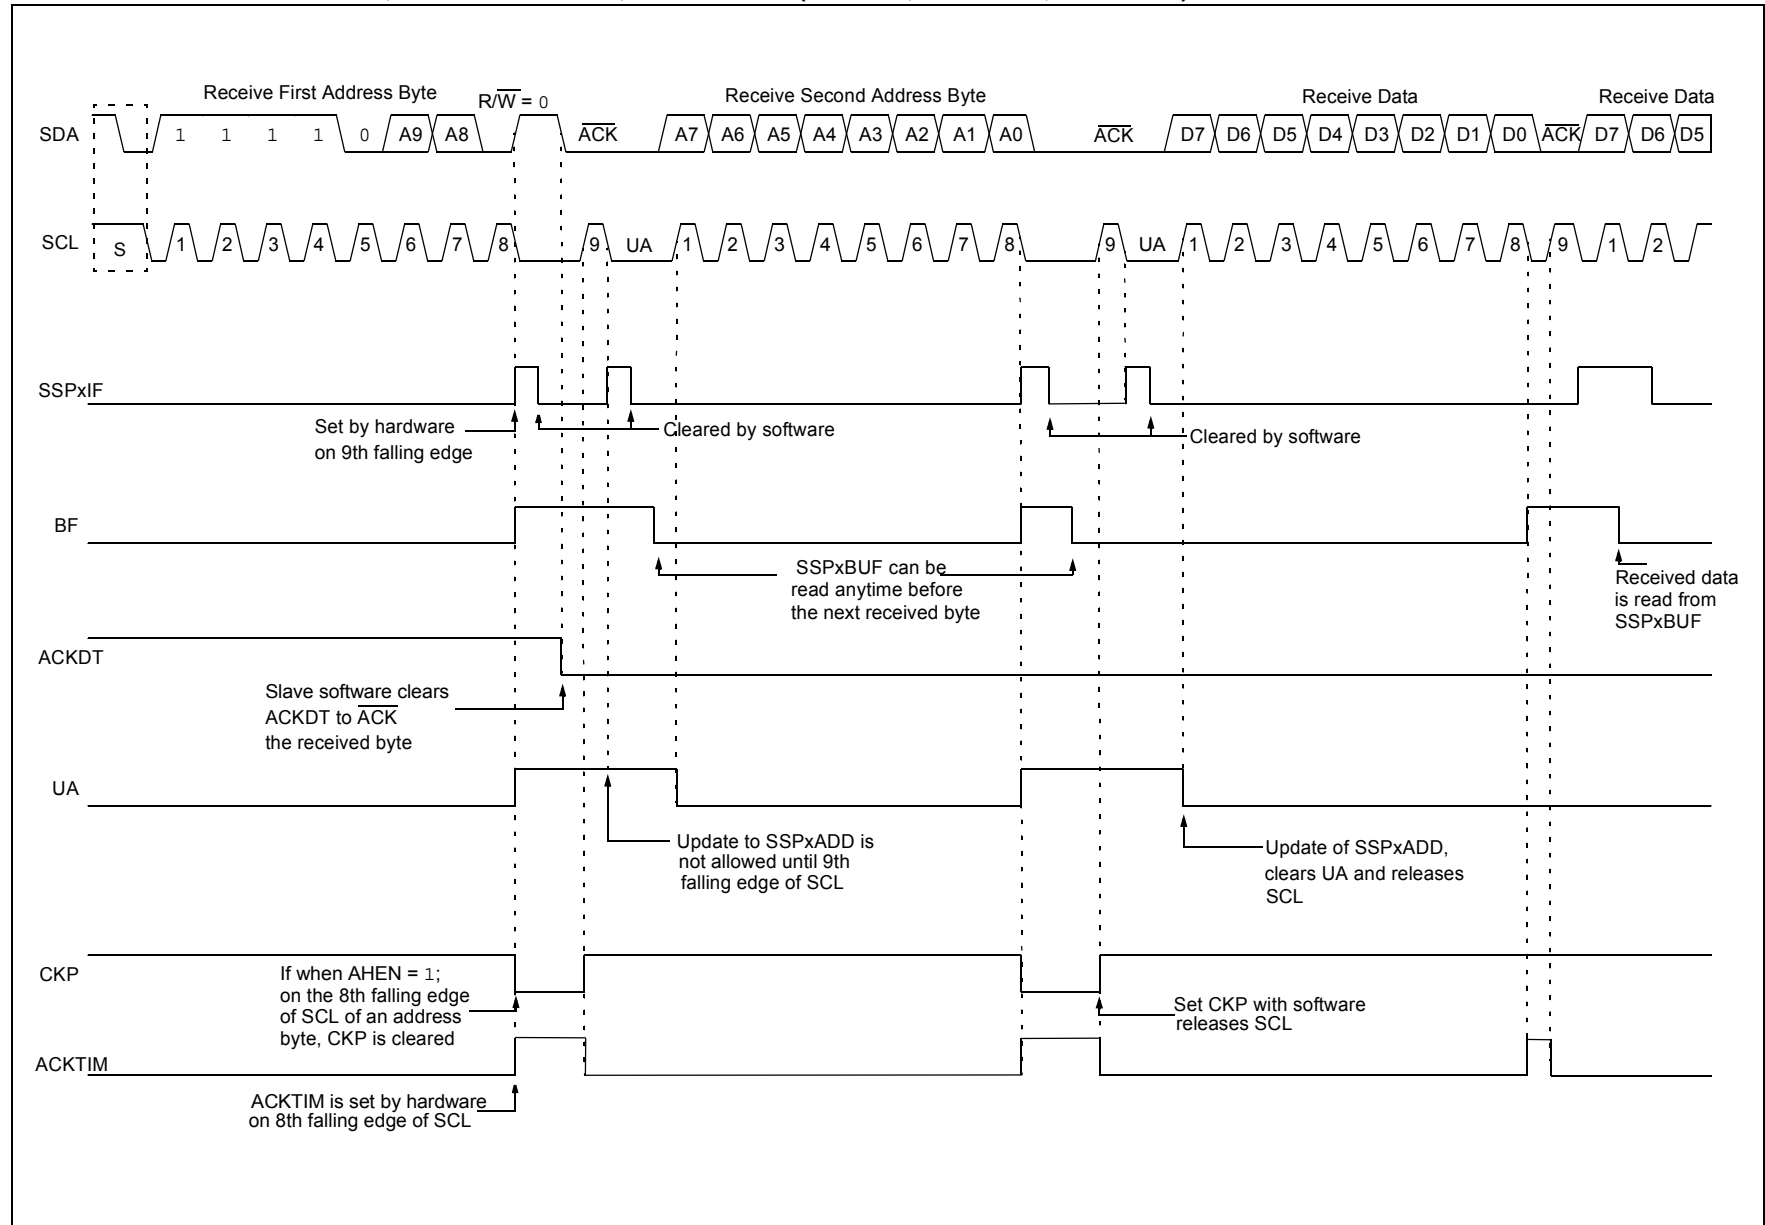 Receive First Address Byte
R/W = 0
Receive Second Address Byte
Receive Data
Receive Data
SDA
1 1 1 1 0 A9 A8
ACK
A7 A6 A5 A4 A3 A2 A1 A0
ACK
D7 D6 D5 D4 D3 D2 D1 D0
ACK
D7 D6 D5
SCL
S
1 2 3 4 5 6 7 8
9
UA
1 2 3 4 5 6 7 8
9
UA
1 2 3 4 5 6 7 8 9 1 2
SSPxIF
Set by hardware
on 9th falling edge
Cleared by software
Cleared by software
BF
SSPxBUF can be
read anytime before
the next received byte
Received data
is read from
SSPxBUF
ACKDT
Slave software clears
ACKDT to ACK
the received byte
UA
Update to SSPxADD is
not allowed until 9th
falling edge of SCL
Update of SSPxADD,
clears UA and releases
SCL
CKP
If when AHEN = 1;
on the 8th falling edge
of SCL of an address
byte, CKP is cleared
Set CKP with software
releases SCL
ACKTIM
ACKTIM is set by hardware
on 8th falling edge of SCL